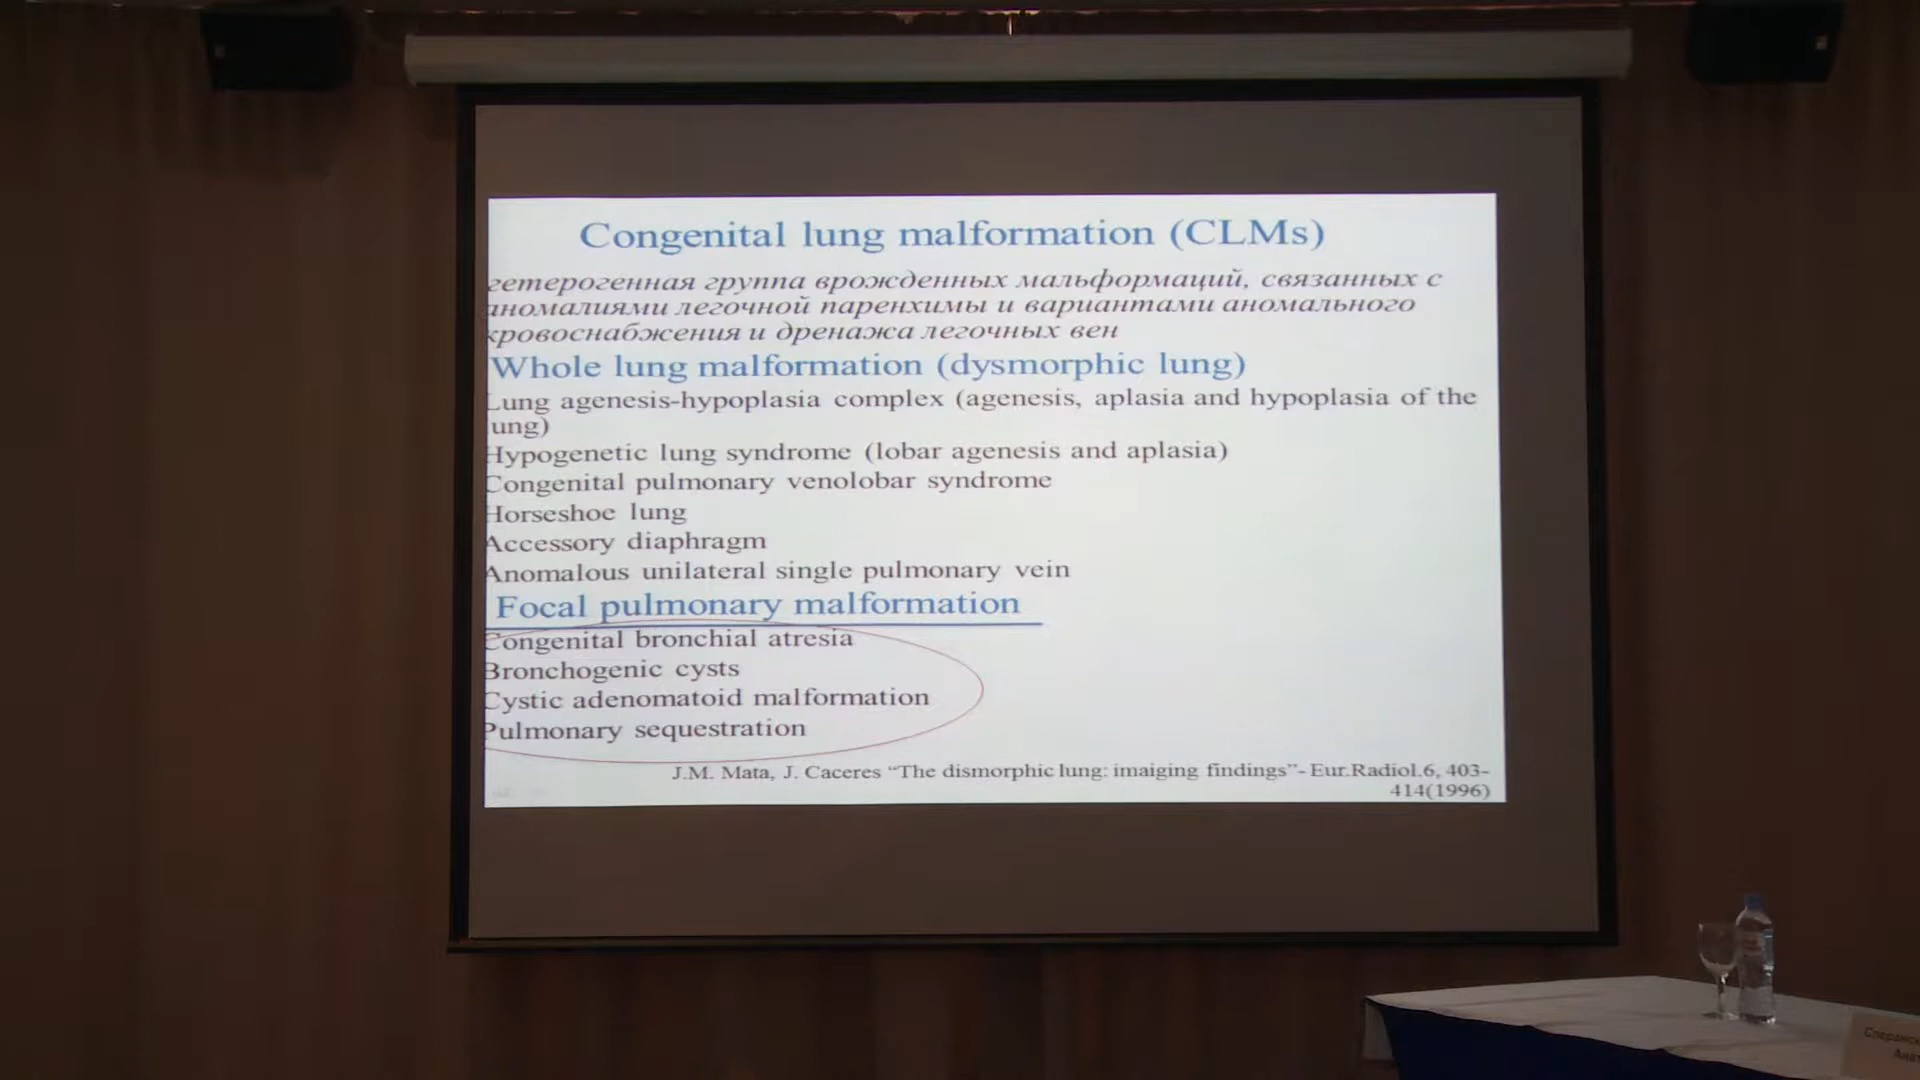 Congenital lung malformation (CLMs)
гетерогенная группа врожденных мальформаций, связанных с
аномалиями легочной паренхимы и вариантами аномального
кровоснабжения и дренажа легочных вен
Whole lung malformation (dysmorphic lung)
Lung agenesis-hypoplasia complex (agenesis, aplasia and hypoplasia of the
lung)
Hypogenetic lung syndrome (lobar agenesis and aplasia)
Congenital pulmonary venolobar syndrome
Horseshoe lung
Accessory diaphragm
Anomalous unilateral single pulmonary vein
Focal pulmonary malformation
Congenital bronchial atresia
Bronchogenic cysts
Cystic adenomatoid malformation
Pulmonary sequestration
J.M. Mata, J. Caceres “The dismorphic lung: imaiging findings”- Eur.Radiol.6, 403-
414(1996)